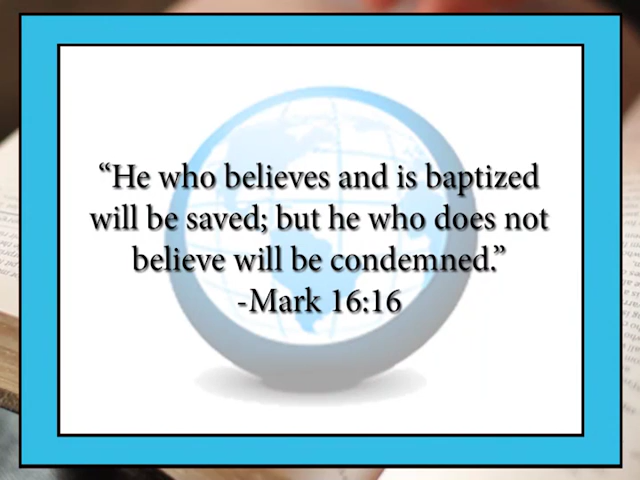 “He who believes and is baptized
will be saved; but he who does not
believe will be condemned.”
-Mark 16:16